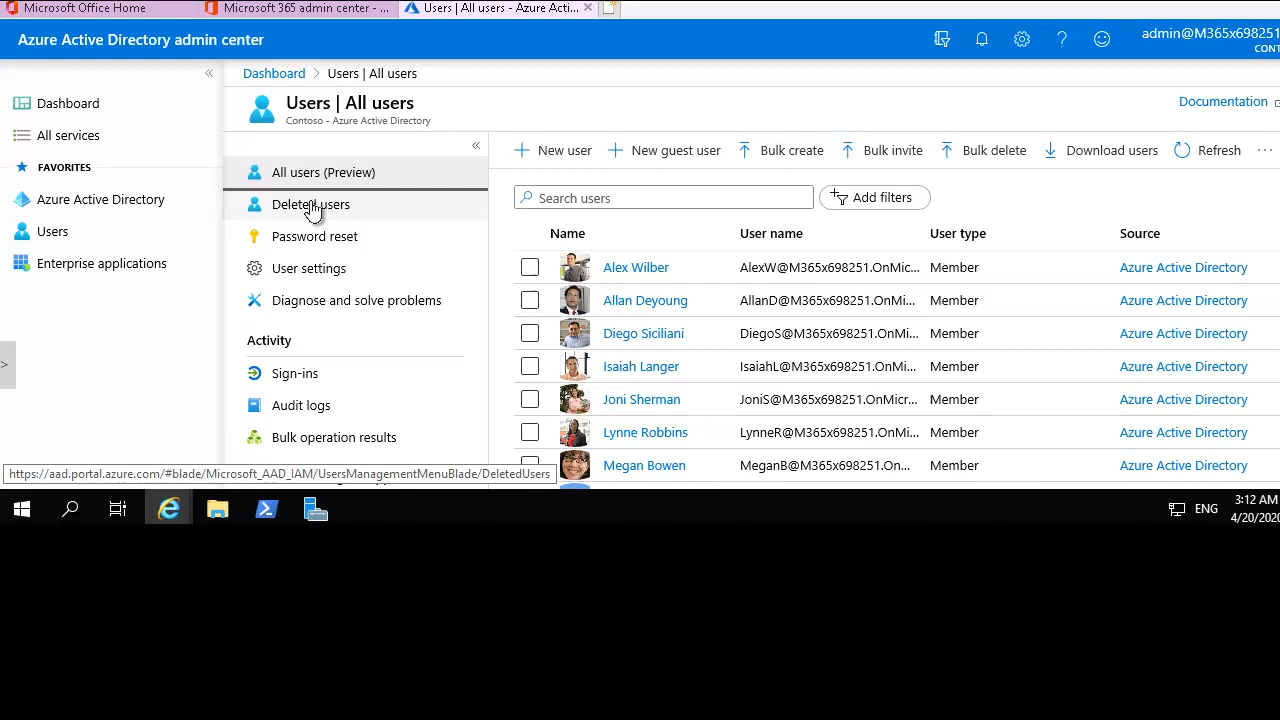 Microsoft Office Home
Microsoft 365 admin center - ...
Users | All users - Azure Acti...
Azure Active Directory admin center
admin@M365x698251
CONT
Dashboard > Users | All users
Users | All users
Contoso - Azure Active Directory
Documentation
Dashboard
All services
FAVORITES
Azure Active Directory
Users
Enterprise applications
All users (Preview)
Deleted users
Password reset
User settings
Diagnose and solve problems
Activity
Sign-ins
Audit logs
Bulk operation results
New user
New guest user
Bulk create
Bulk invite
Bulk delete
Download users
Refresh
Search users
Add filters
Name User name User type Source
Alex Wilber AlexW@M365x698251.OnMic... Member Azure Active Directory
Allan Deyoung AllanD@M365x698251.OnMi... Member Azure Active Directory
Diego Siciliani DiegoS@M365x698251.OnMi... Member Azure Active Directory
Isaiah Langer IsaiahL@M365x698251.OnMi... Member Azure Active Directory
Joni Sherman JoniS@M365x698251.OnMicr... Member Azure Active Directory
Lynne Robbins LynneR@M365x698251.OnMi... Member Azure Active Directory
Megan Bowen MeganB@M365x698251.On... Member Azure Active Directory
https://aad.portal.azure.com/#blade/Microsoft_AAD_IAM/UsersManagementMenuBlade/DeletedUsers
ENG
3:12 AM
4/20/2020